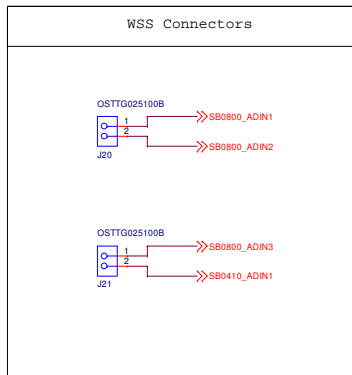 WSS Connectors
OSTTG025100B
1
SB0800_ADIN1
2
SB0800_ADIN2
J20
OSTTG025100B
1
SB0800_ADIN3
2
SB0410_ADIN1
J21